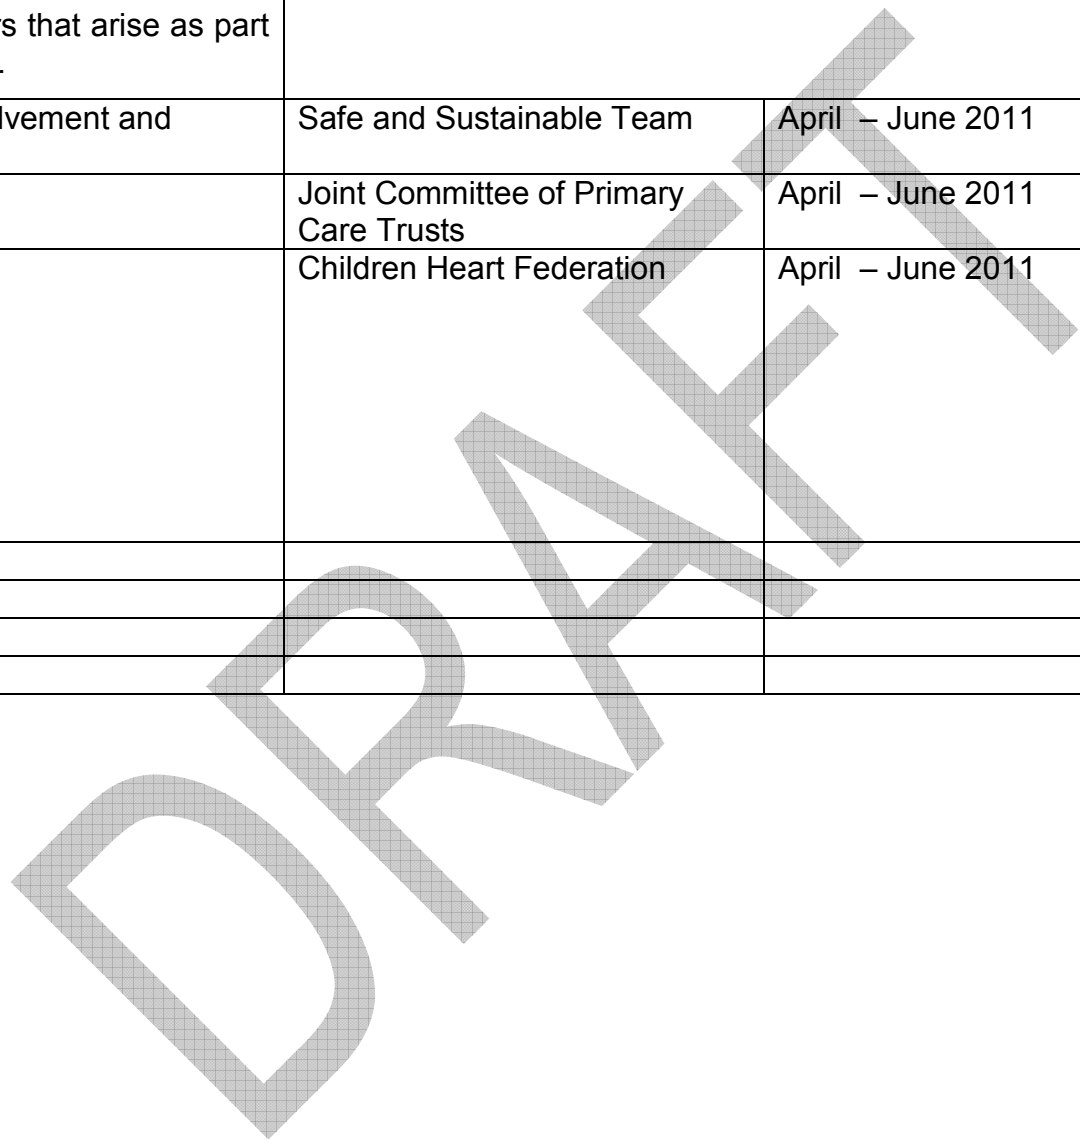 rs that arise as part
.
lvement and
Safe and Sustainable Team
April – June 2011
Joint Committee of Primary
Care Trusts
April – June 2011
Children Heart Federation
April – June 2011
DRAFT